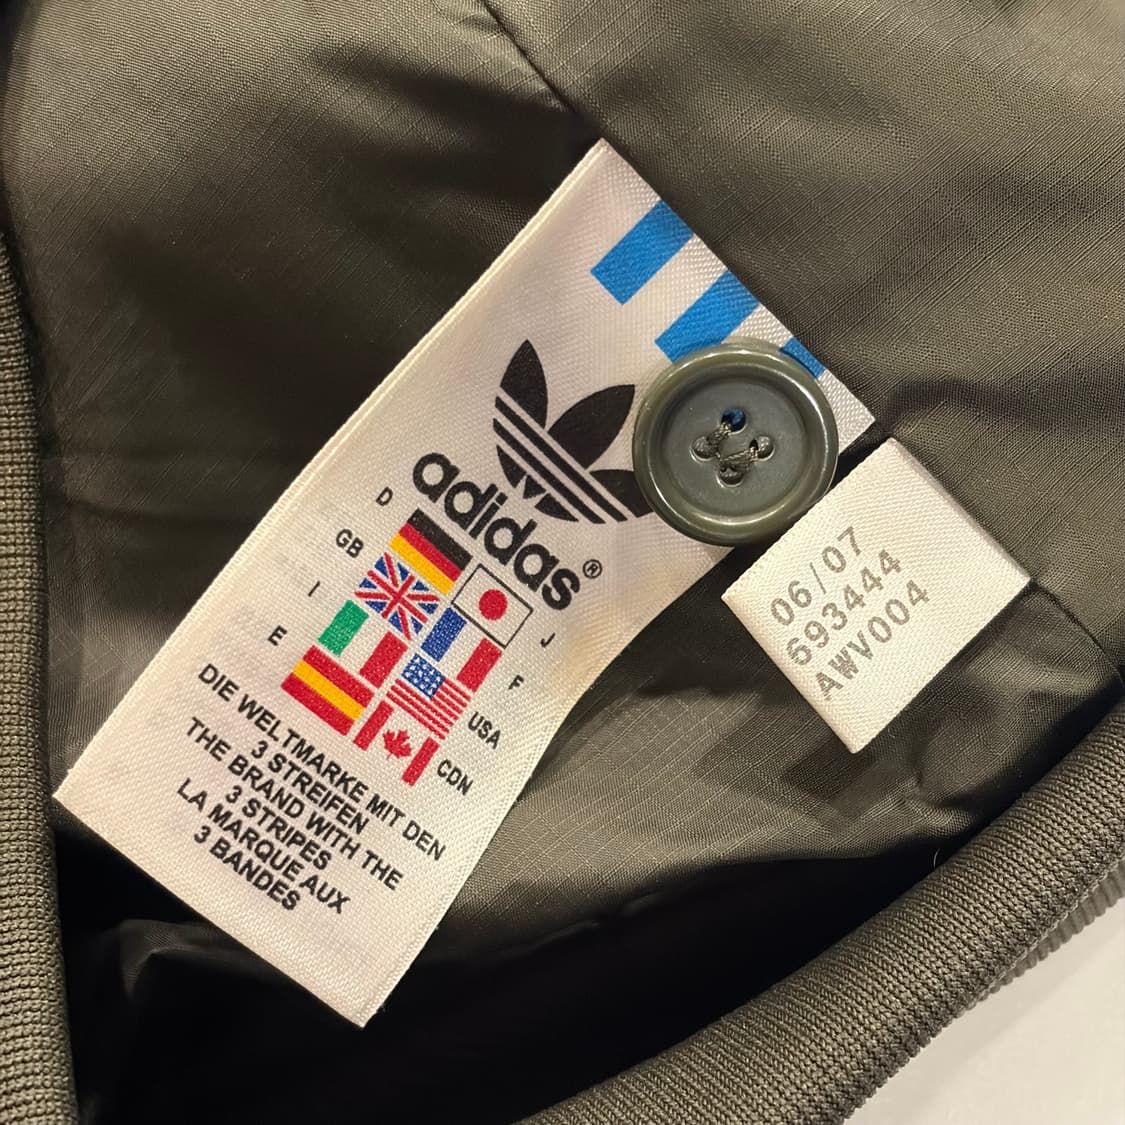 adidas®
D
GB
I
E
J
F
USA
CDN
DIE WELTMARKE MIT DEN
3 STREIFEN
THE BRAND WITH THE
3 STRIPES
LA MARQUE AUX
3 BANDES
06/07
693444
AWV004